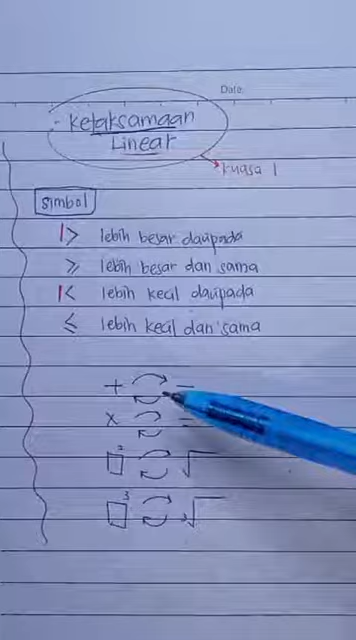 Date:
Ketaksamaan
Linear
kuasa 1
simbol
> lebih besar daripada
≥ lebih besar dan sama
< lebih kecil daripada
≤ lebih kecil dan sama
+ −
×
□² √
□³ ³√